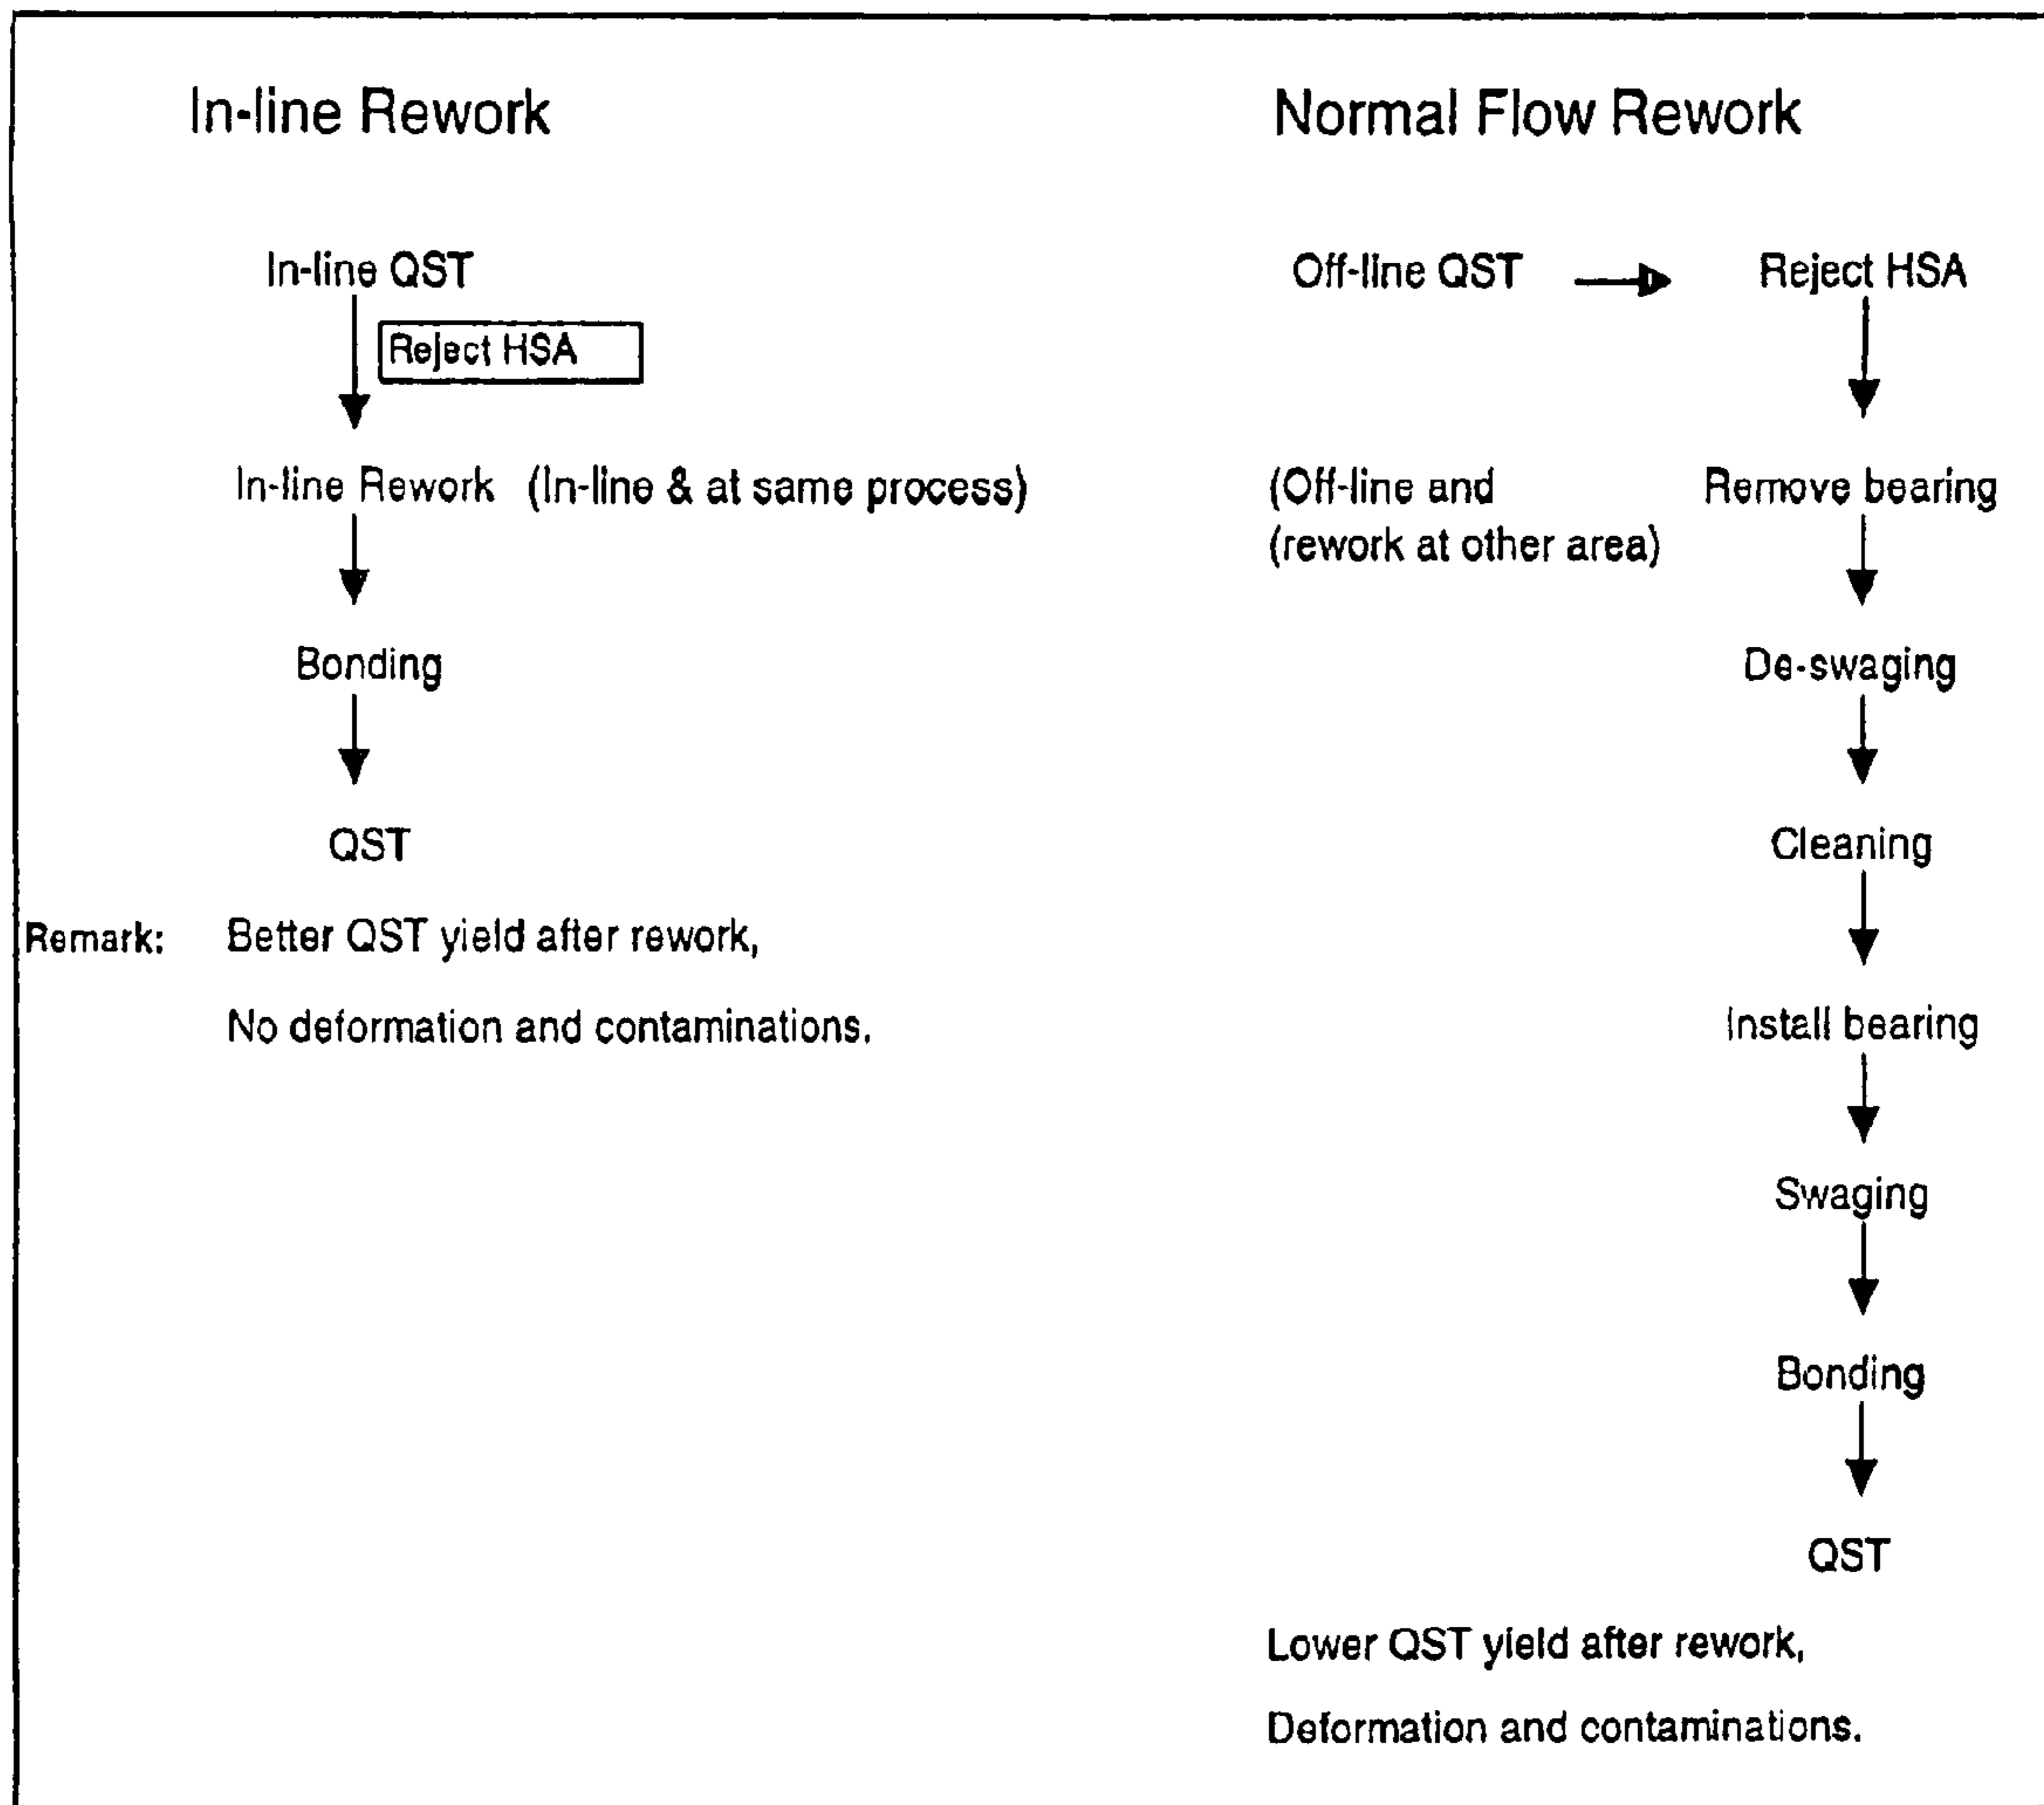 In-line Rework
In-line QST
Reject HSA
In-line Rework (In-line & at same process)
Bonding
QST
Remark: Better QST yield after rework,
No deformation and contaminations.
Normal Flow Rework
Off-line QST
Reject HSA
(Off-line and
(rework at other area)
Remove bearing
De-swaging
Cleaning
Install bearing
Swaging
Bonding
QST
Lower QST yield after rework,
Deformation and contaminations.